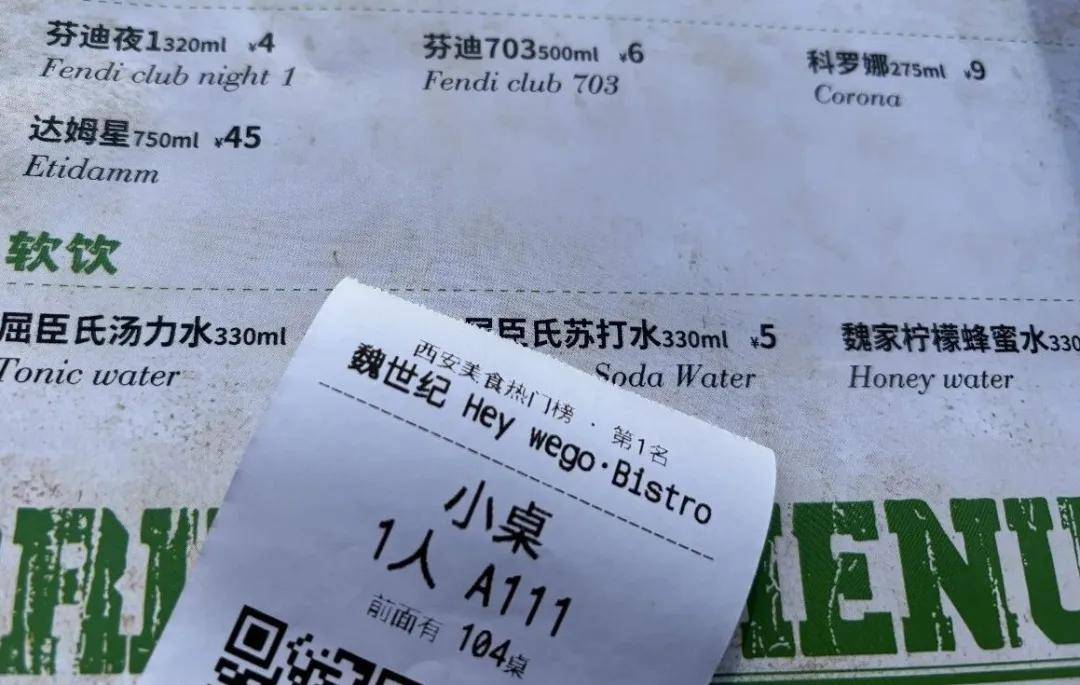 芬迪夜1320ml ¥4
Fendi club night 1
芬迪703500ml ¥6
Fendi club 703
科罗娜275ml ¥9
Corona
达姆星750ml ¥45
Etidamm
软饮
屈臣氏汤力水330ml
Tonic water
屈臣氏苏打水330ml ¥5
Soda Water
魏家柠檬蜂蜜水330
Honey water
西安美食热门榜 · 第1名
魏世纪 Hey wego·Bistro
小桌
1人 A111
前面有 104桌
MENU